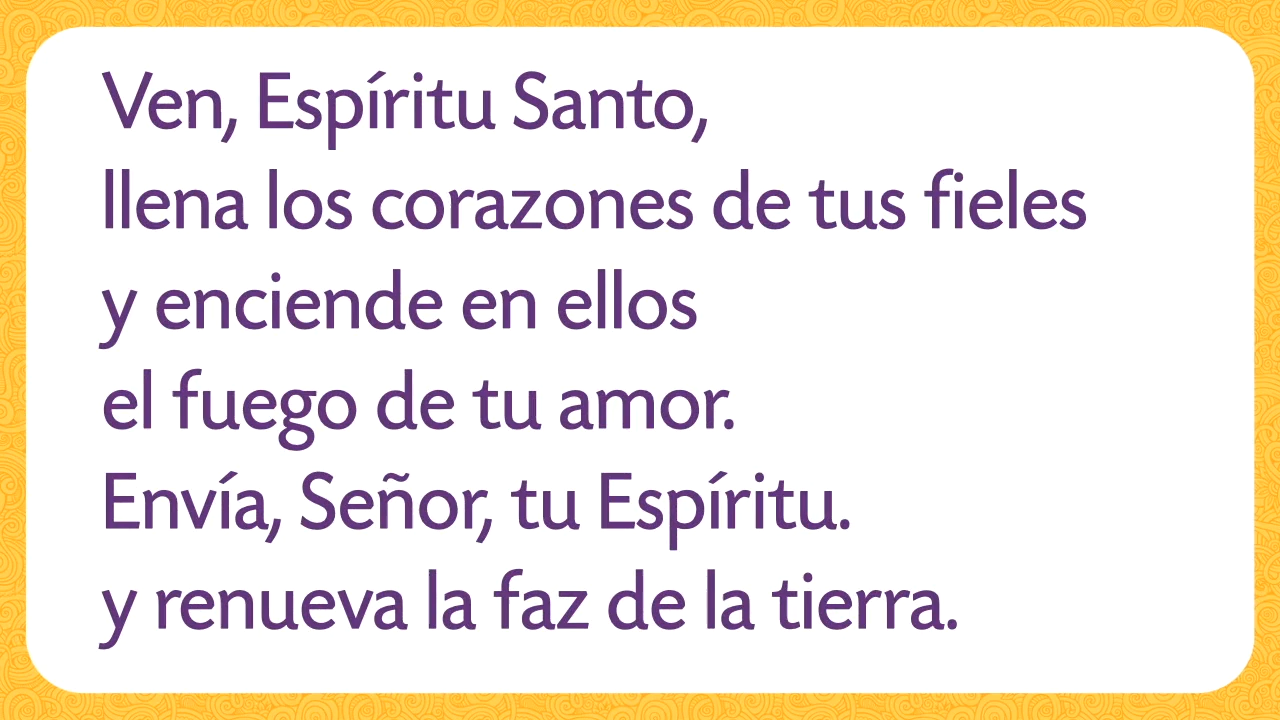 Ven, Espíritu Santo,
llena los corazones de tus fieles
y enciende en ellos
el fuego de tu amor.
Envía, Señor, tu Espíritu.
y renueva la faz de la tierra.